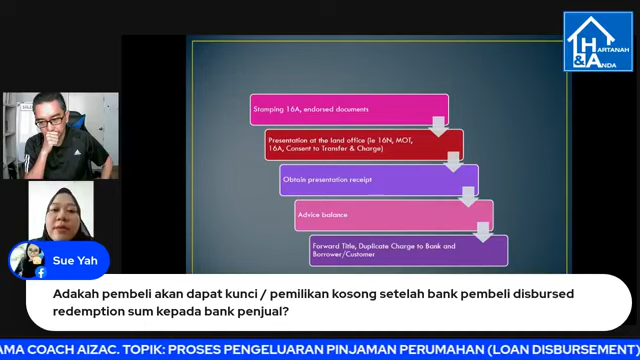 HARTANAH
&ANDA
Stamping 16A, endorsed documents
Presentation at the land office (ie 16N, MOT,
16A, Consent to Transfer & Charge)
Obtain presentation receipt
Advice balance
Forward Title, Duplicate Charge to Bank and
Borrower/Customer
Sue Yah
Adakah pembeli akan dapat kunci / pemilikan kosong setelah bank pembeli disbursed
redemption sum kepada bank penjual?
AMA COACH AIZAC. TOPIK: PROSES PENGELUARAN PINJAMAN PERUMAHAN (LOAN DISBURSEMENT)